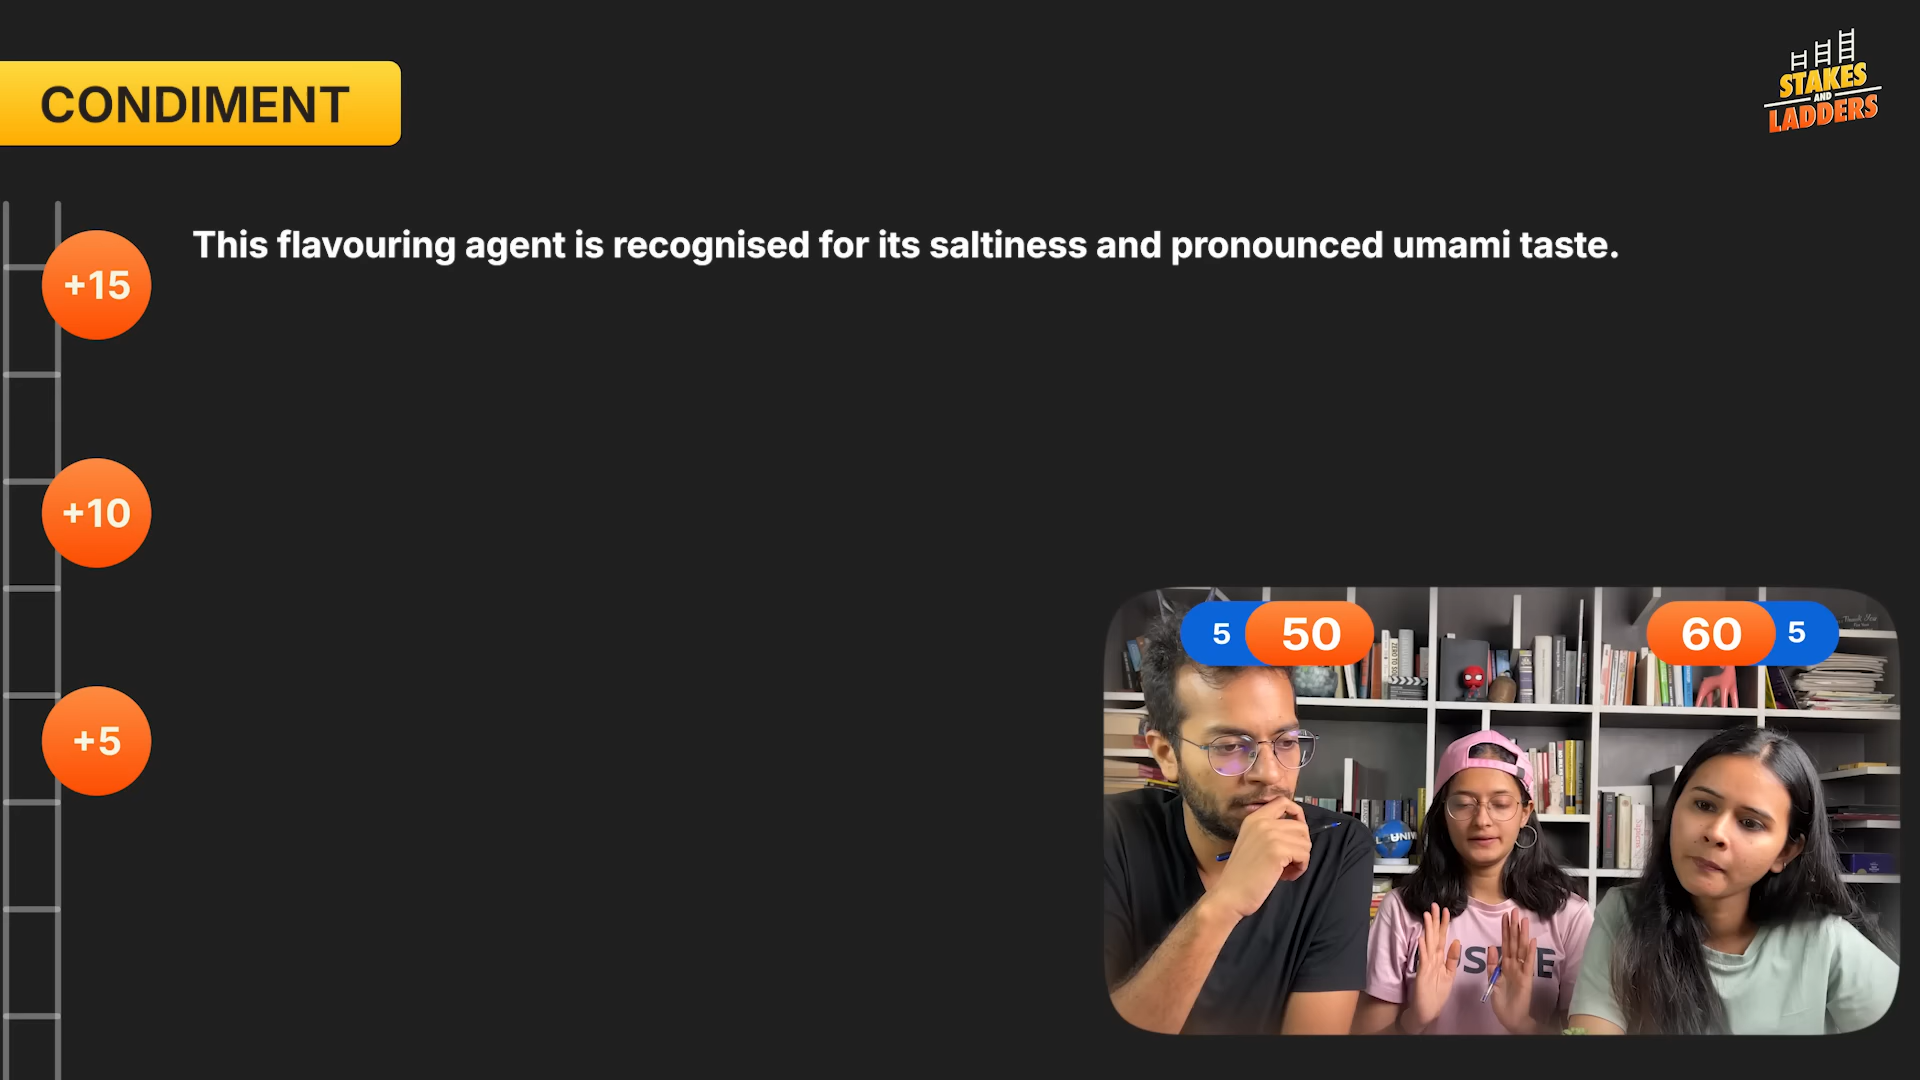 CONDIMENT
STAKES
AND
LADDERS
+15
This flavouring agent is recognised for its saltiness and pronounced umami taste.
+10
+5
5 50
60 5